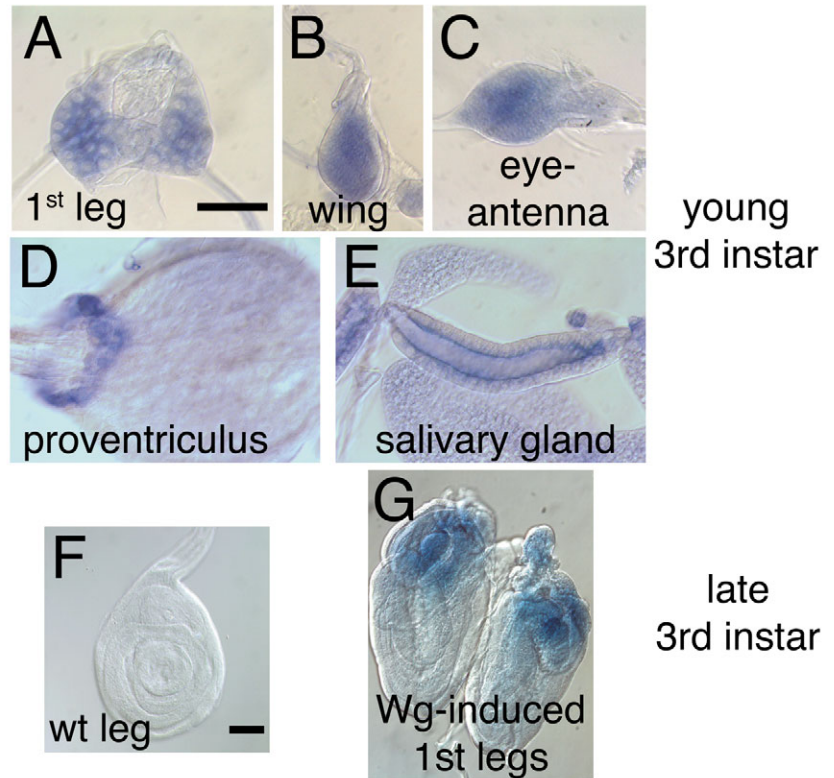 A
B
C
1st leg
wing
eye-
antenna
young
3rd instar
D
E
proventriculus
salivary gland
F
G
wt leg
Wg-induced
1st legs
late
3rd instar